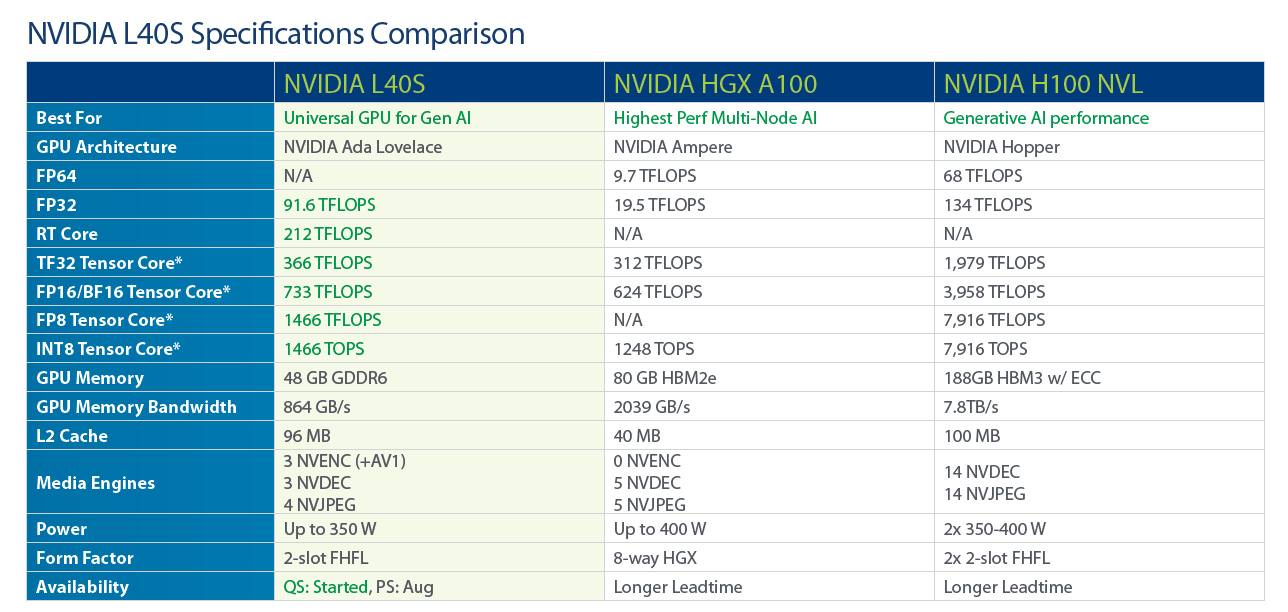 NVIDIA L40S Specifications Comparison
NVIDIA L40S NVIDIA HGX A100 NVIDIA H100 NVL
Best For Universal GPU for Gen AI Highest Perf Multi-Node AI Generative AI performance
GPU Architecture NVIDIA Ada Lovelace NVIDIA Ampere NVIDIA Hopper
FP64 N/A 9.7 TFLOPS 68 TFLOPS
FP32 91.6 TFLOPS 19.5 TFLOPS 134 TFLOPS
RT Core 212 TFLOPS N/A N/A
TF32 Tensor Core* 366 TFLOPS 312 TFLOPS 1,979 TFLOPS
FP16/BF16 Tensor Core* 733 TFLOPS 624 TFLOPS 3,958 TFLOPS
FP8 Tensor Core* 1466 TFLOPS N/A 7,916 TFLOPS
INT8 Tensor Core* 1466 TOPS 1248 TOPS 7,916 TOPS
GPU Memory 48 GB GDDR6 80 GB HBM2e 188GB HBM3 w/ ECC
GPU Memory Bandwidth 864 GB/s 2039 GB/s 7.8TB/s
L2 Cache 96 MB 40 MB 100 MB
Media Engines
3 NVENC (+AV1)
3 NVDEC
4 NVJPEG
0 NVENC
5 NVDEC
5 NVJPEG
14 NVDEC
14 NVJPEG
Power Up to 350 W Up to 400 W 2x 350-400 W
Form Factor 2-slot FHFL 8-way HGX 2x 2-slot FHFL
Availability QS: Started, PS: Aug Longer Leadtime Longer Leadtime